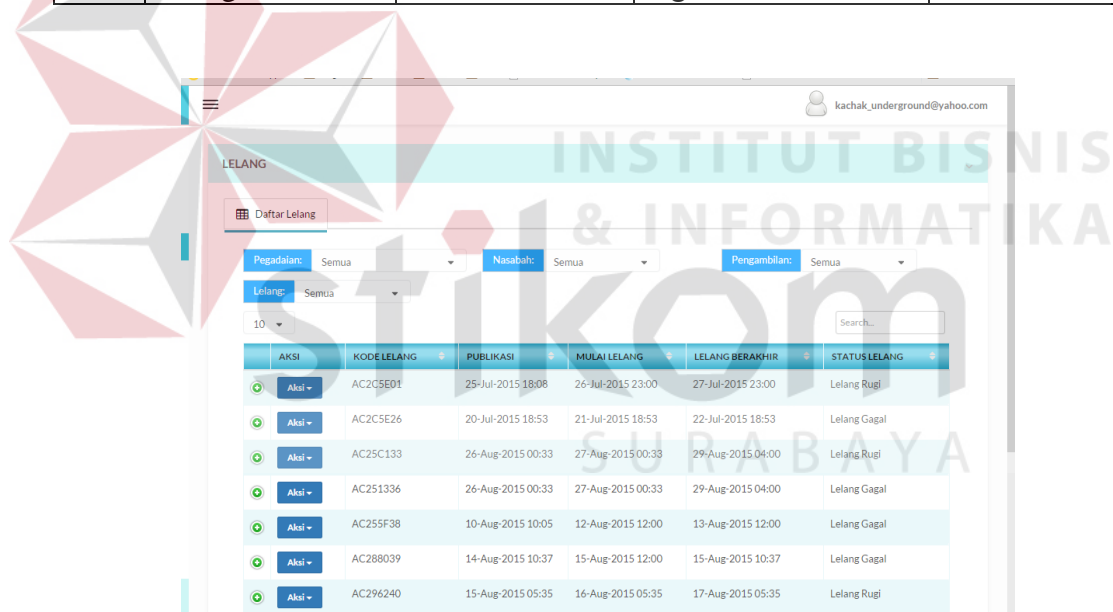 kachak_underground@yahoo.com
LELANG
Daftar Lelang
Pegadaian: Semua Nasabah: Semua Pengambilan: Semua
Lelang: Semua
10 Search...
AKSI KODE LELANG PUBLIKASI MULAI LELANG LELANG BERAKHIR STATUS LELANG
Aksi AC2C5E01 25-Jul-2015 18:08 26-Jul-2015 23:00 27-Jul-2015 23:00 Lelang Rugi
Aksi AC2C5E26 20-Jul-2015 18:53 21-Jul-2015 18:53 22-Jul-2015 18:53 Lelang Gagal
Aksi AC25C133 26-Aug-2015 00:33 27-Aug-2015 00:33 29-Aug-2015 04:00 Lelang Rugi
Aksi AC251336 26-Aug-2015 00:33 27-Aug-2015 00:33 29-Aug-2015 04:00 Lelang Gagal
Aksi AC255F38 10-Aug-2015 10:05 12-Aug-2015 12:00 13-Aug-2015 12:00 Lelang Gagal
Aksi AC288039 14-Aug-2015 10:37 15-Aug-2015 12:00 15-Aug-2015 10:37 Lelang Gagal
Aksi AC296240 15-Aug-2015 05:35 16-Aug-2015 05:35 17-Aug-2015 05:35 Lelang Rugi
INSTITUT BISNIS
& INFORMATIKA
stikom
SURABAYA